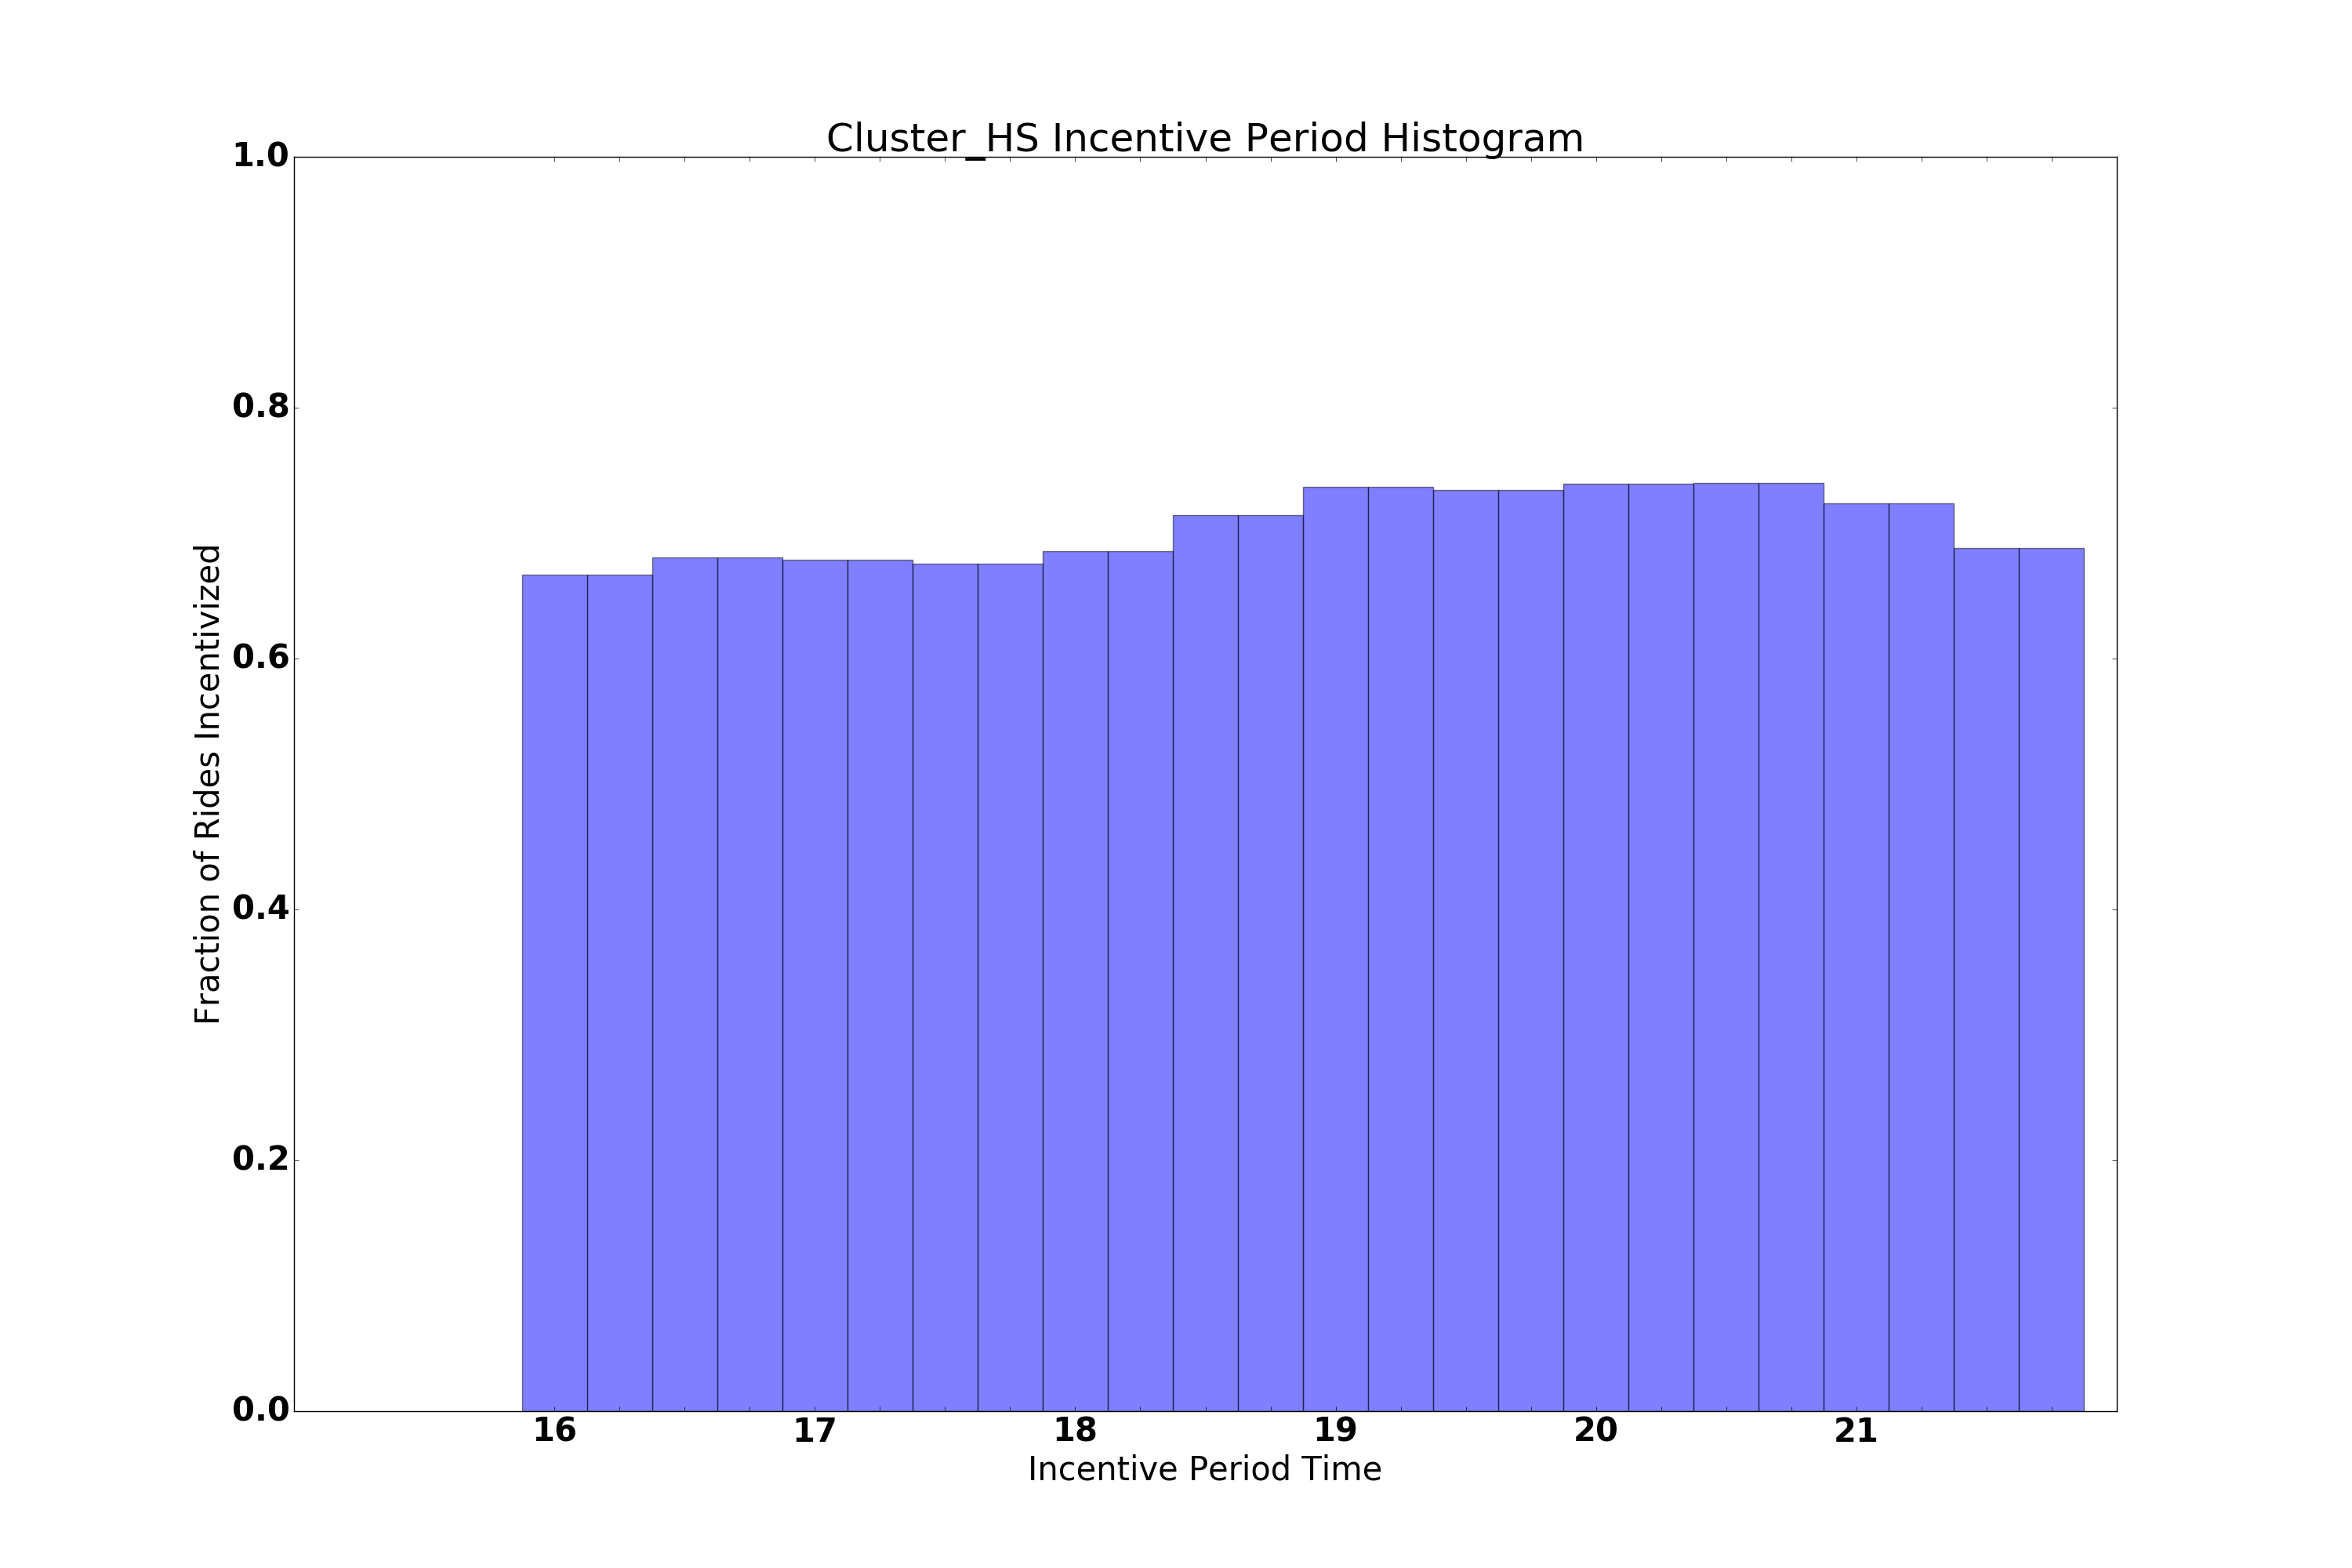 Cluster_HS Incentive Period Histogram
1.0
0.8
0.6
0.4
0.2
0.0
Fraction of Rides Incentivized
16 17 18 19 20 21
Incentive Period Time